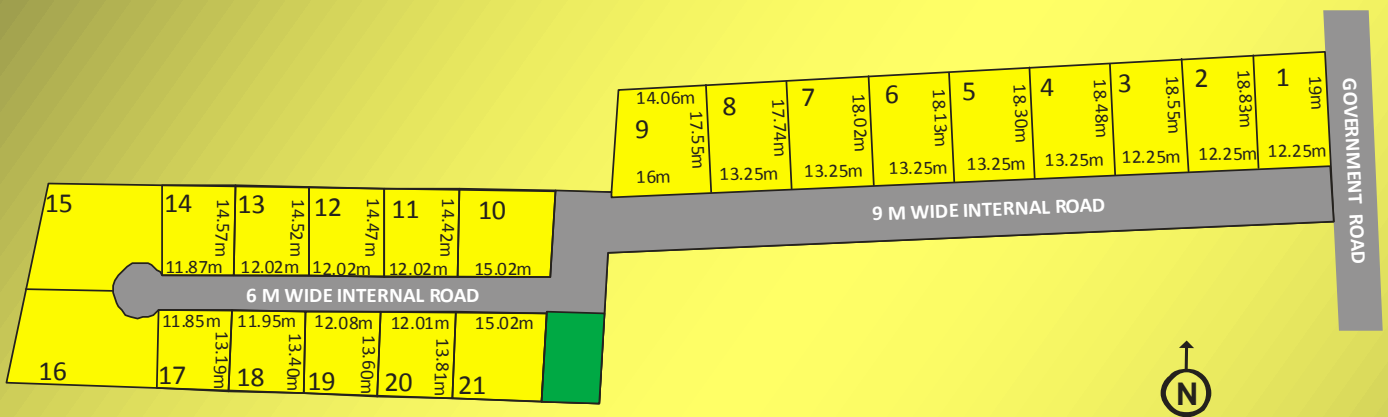 GOVERNMENT ROAD
1
19m
12.25m
2
18.83m
12.25m
3
18.55m
12.25m
4
18.48m
13.25m
5
18.30m
13.25m
6
18.13m
13.25m
7
18.02m
13.25m
8
17.74m
13.25m
14.06m
9
17.55m
16m
9 M WIDE INTERNAL ROAD
10
15.02m
11
14.42m
12.02m
12
14.47m
12.02m
13
14.52m
12.02m
14
14.57m
11.87m
15
6 M WIDE INTERNAL ROAD
16
11.85m
13.19m
17
11.95m
13.40m
18
12.08m
13.60m
19
12.01m
13.81m
20
15.02m
21
N